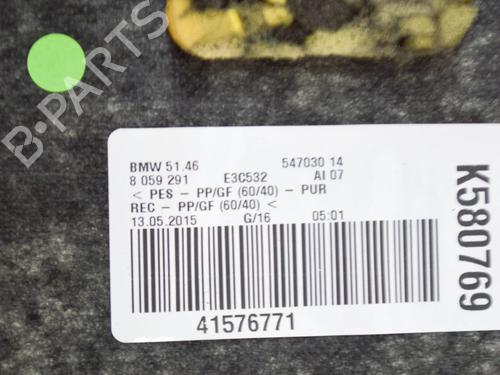 B-PARTS
BMW 51.46 547030 14
8 059 291 E3C532 AI 07
< PES - PP/GF (60/40) - PUR
REC - PP/GF (60/40) <
13.05.2015 G/16 05:01
41576771
K580769